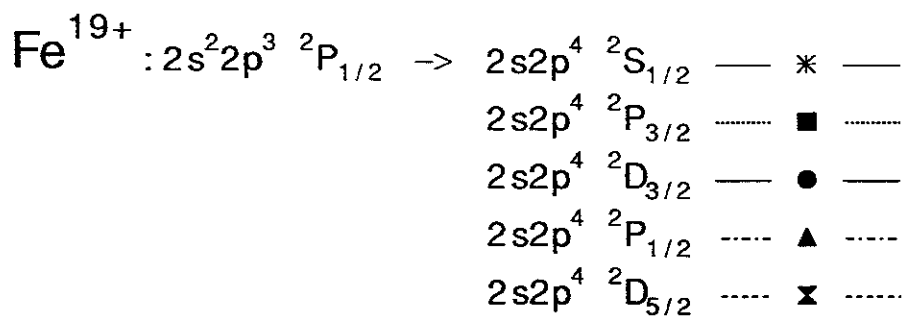 Fe¹⁹⁺ : 2s²2p³ ²P₁/₂ -> 2s2p⁴ ²S₁/₂
2s2p⁴ ²P₃/₂
2s2p⁴ ²D₃/₂
2s2p⁴ ²P₁/₂
2s2p⁴ ²D₅/₂